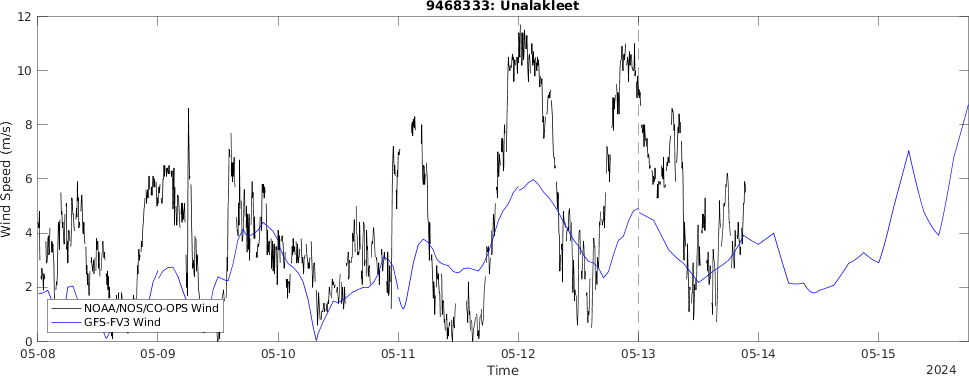 9468333: Unalakleet
12
10
8
6
4
2
0
Wind Speed (m/s)
NOAA/NOS/CO-OPS Wind
GFS-FV3 Wind
05-08 05-09 05-10 05-11 05-12 05-13 05-14 05-15
Time
2024